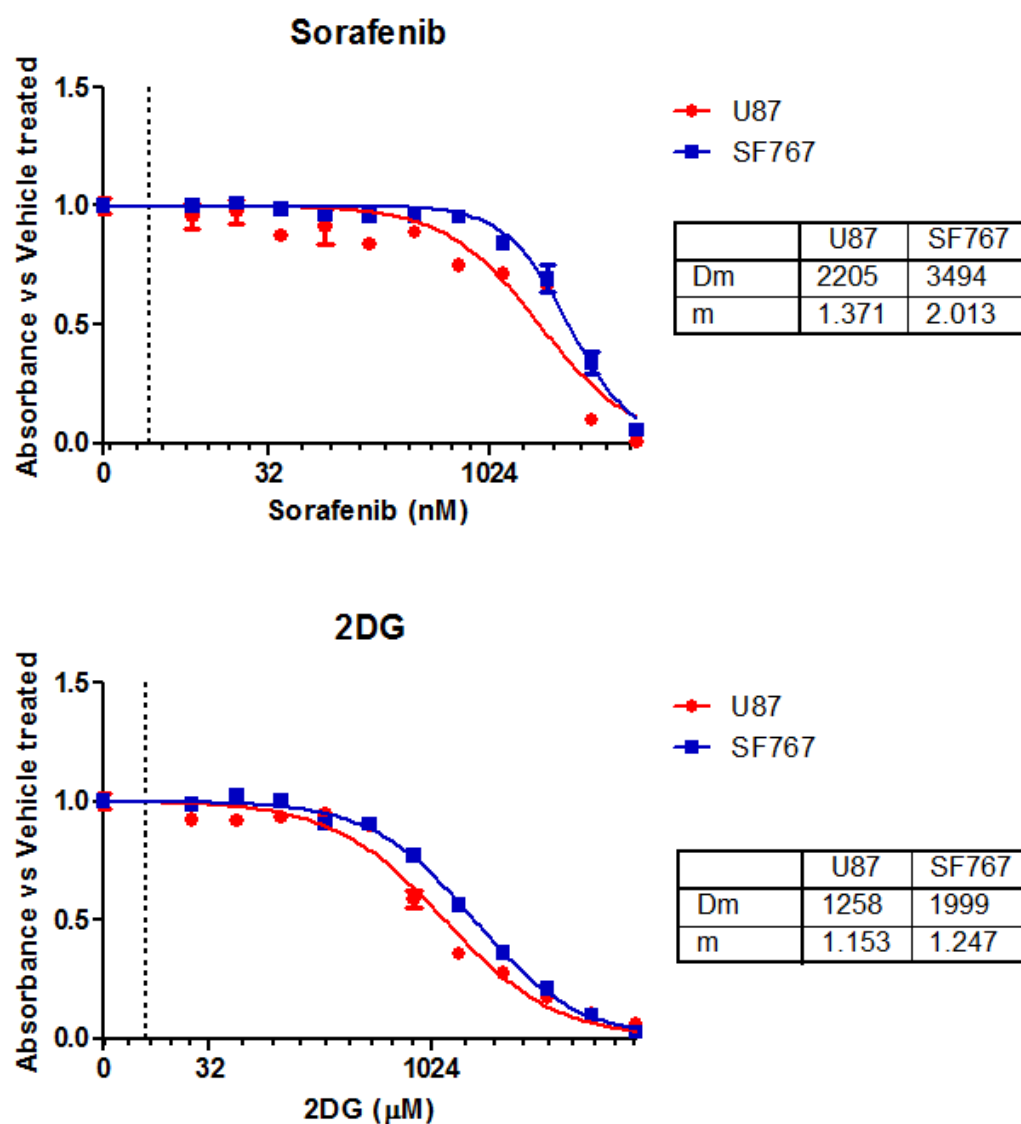 Sorafenib
Absorbance vs Vehicle treated
1.5
1.0
0.5
0.0
0
32
1024
Sorafenib (nM)
U87
SF767
U87 SF767
Dm 2205 3494
m 1.371 2.013
2DG
Absorbance vs Vehicle treated
1.5
1.0
0.5
0.0
0
32
1024
2DG (μM)
U87
SF767
U87 SF767
Dm 1258 1999
m 1.153 1.247